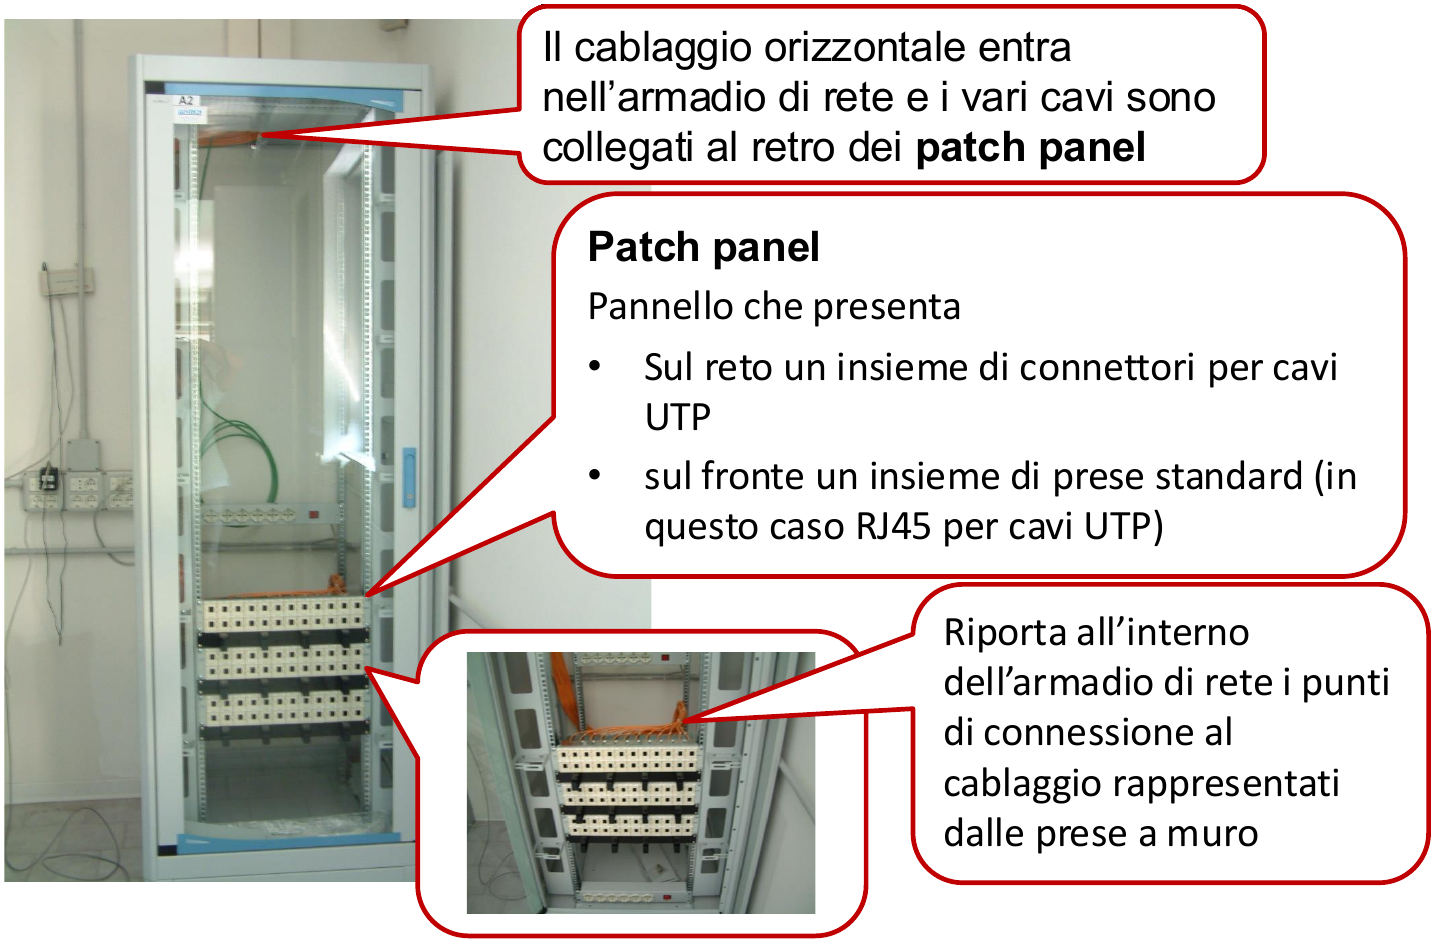 Il cablaggio orizzontale entra
nell’armadio di rete e i vari cavi sono
collegati al retro dei patch panel
Patch panel
Pannello che presenta
• Sul reto un insieme di connettori per cavi
UTP
• sul fronte un insieme di prese standard (in
questo caso RJ45 per cavi UTP)
Riporta all’interno
dell’armadio di rete i punti
di connessione al
cablaggio rappresentati
dalle prese a muro
A2